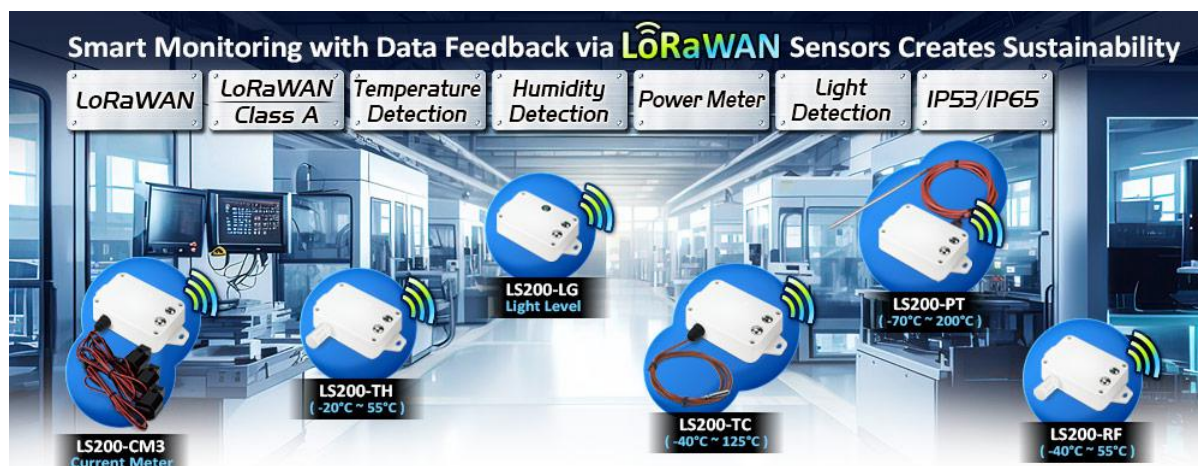 Smart Monitoring with Data Feedback via LoRaWAN Sensors Creates Sustainability
LoRaWAN
LoRaWAN
Class A
Temperature
Detection
Humidity
Detection
Power Meter
Light
Detection
IP53/IP65
LS200-LG
Light Level
LS200-PT
( -70°C ~ 200°C )
LS200-TH
( -20°C ~ 55°C )
LS200-TC
( -40°C ~ 125°C )
LS200-RF
( -40°C ~ 55°C )
LS200-CM3
Current Meter